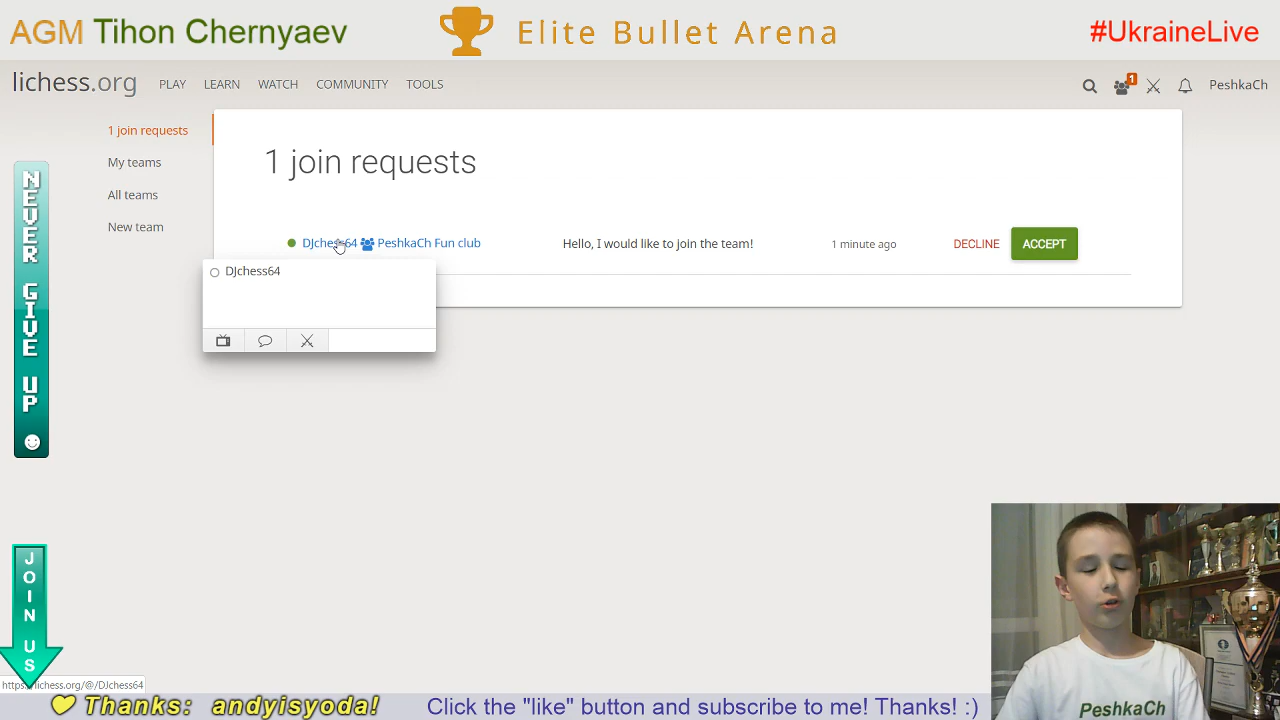 AGM Tihon Chernyaev
Elite Bullet Arena
#UkraineLive
lichess.org
PLAY LEARN WATCH COMMUNITY TOOLS
1
PeshkaCh
1 join requests
My teams
All teams
New team
1 join requests
DJchess64 PeshkaCh Fun club Hello, I would like to join the team! 1 minute ago DECLINE ACCEPT
DJchess64
NEVER GIVE UP
JOIN US
https://lichess.org/@/DJchess64
Thanks: andyisyoda!
Click the "like" button and subscribe to me! Thanks! :)
PeshkaCh